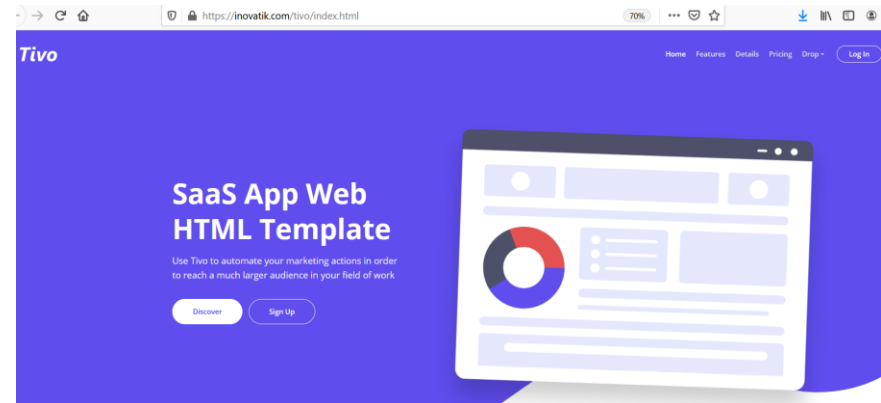 https://inovatik.com/tivo/index.html
70%
Tivo
Home Features Details Pricing Drop Log In
SaaS App Web
HTML Template
Use Tivo to automate your marketing actions in order
to reach a much larger audience in your field of work
Discover Sign Up